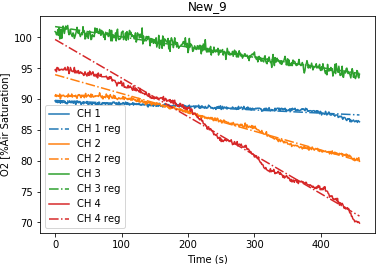 New_9
O2 [%Air Saturation]
100
95
90
85
80
75
70
CH 1
CH 1 reg
CH 2
CH 2 reg
CH 3
CH 3 reg
CH 4
CH 4 reg
0
100
200
300
400
Time (s)